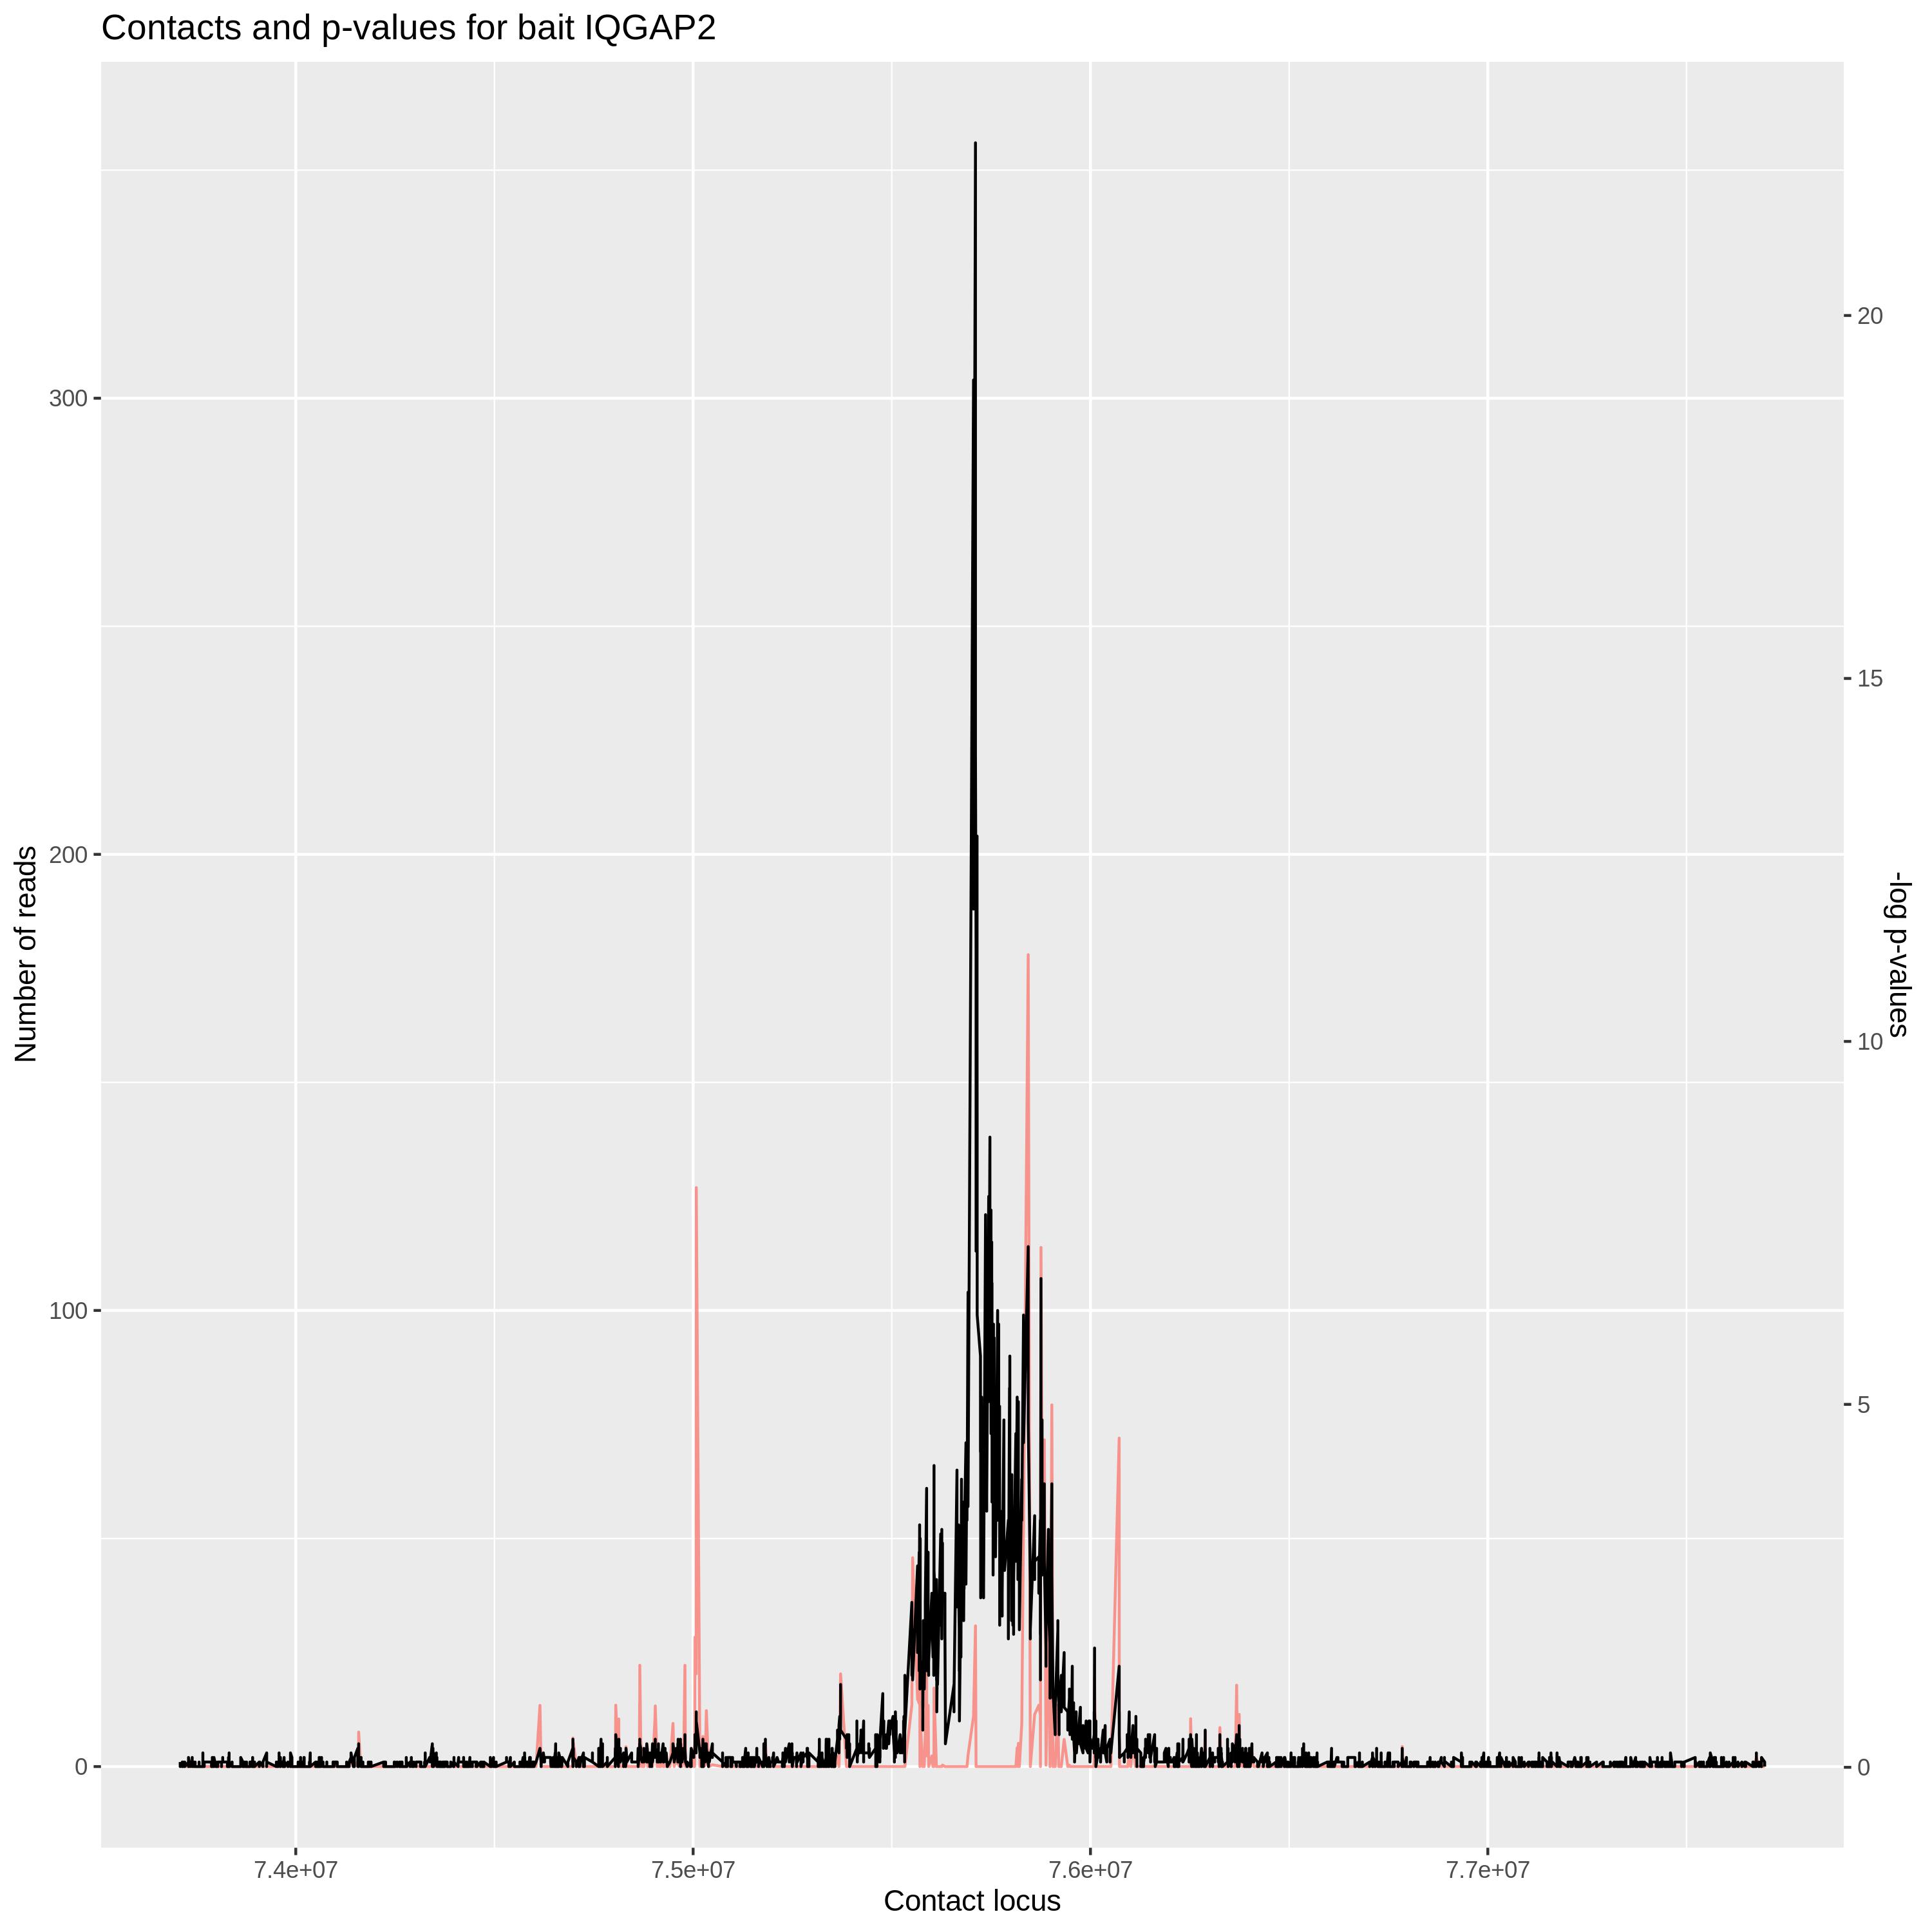 Contacts and p-values for bait IQGAP2
Number of reads
300
200
100
0
20
15
10
5
0
-log p-values
7.4e+07
7.5e+07
7.6e+07
7.7e+07
Contact locus